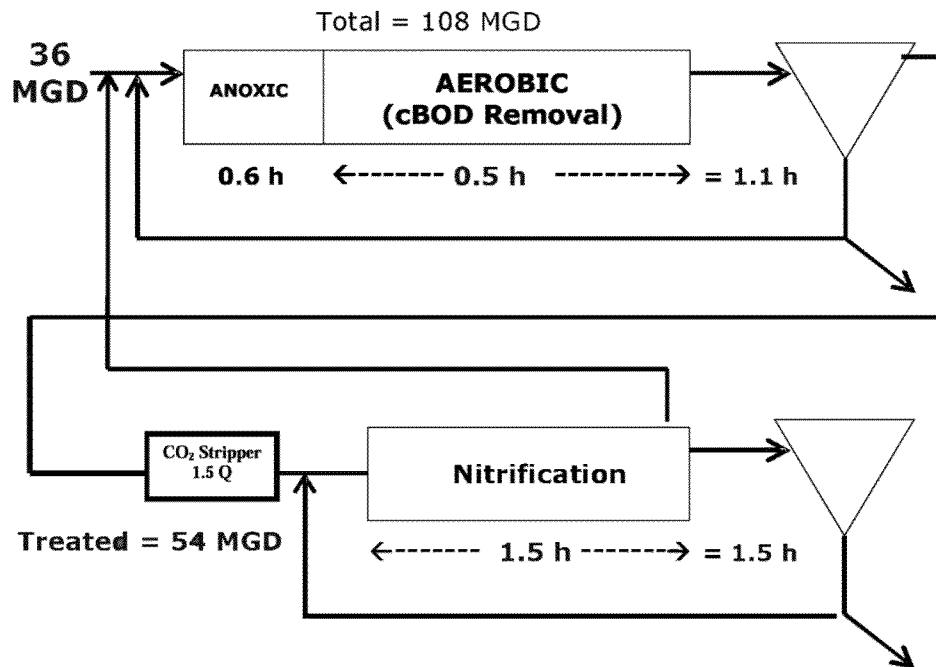 Total = 108 MGD
36
MGD
ANOXIC
AEROBIC
(cBOD Removal)
0.6 h
0.5 h
= 1.1 h
CO₂ Stripper
1.5 Q
Nitrification
Treated = 54 MGD
1.5 h
= 1.5 h